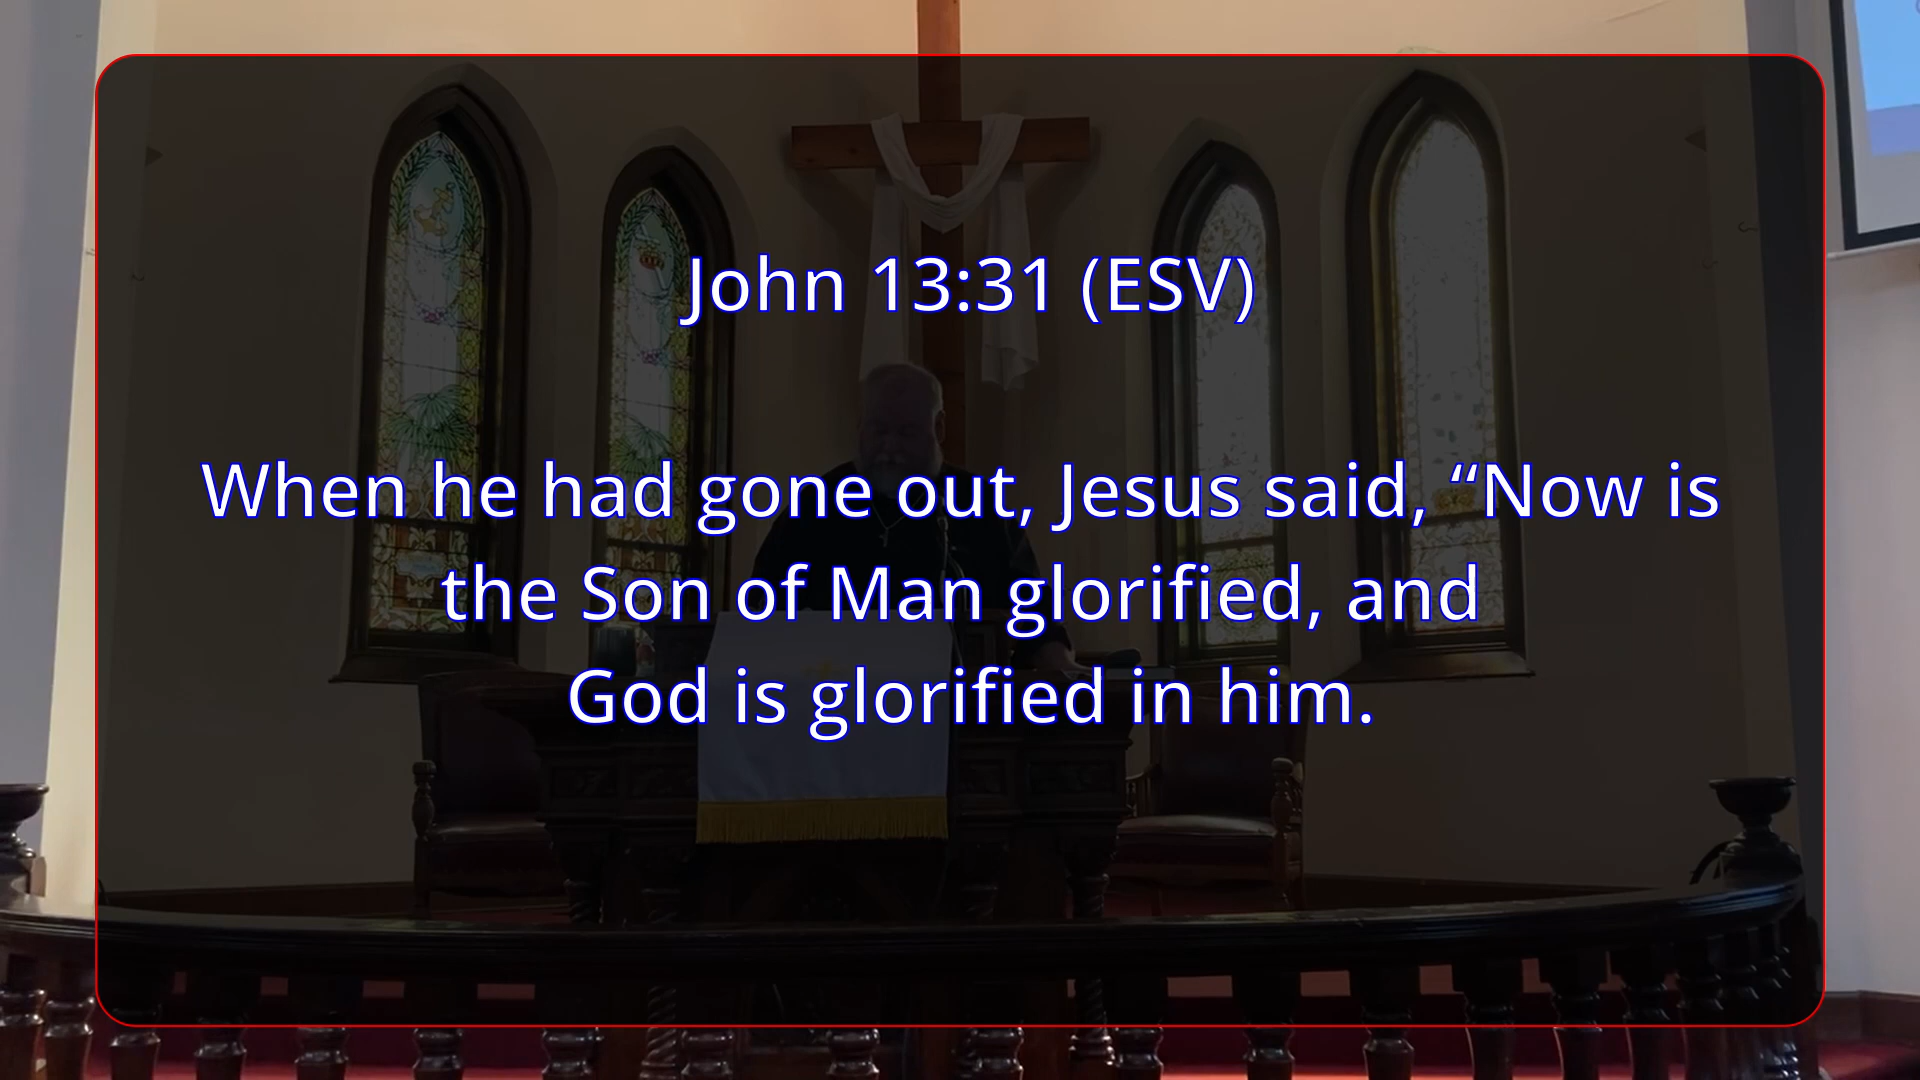 John 13:31 (ESV)
When he had gone out, Jesus said, “Now is
the Son of Man glorified, and
God is glorified in him.